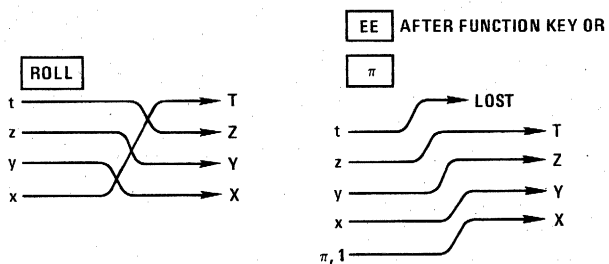 EE AFTER FUNCTION KEY OR
π
ROLL
t T
z Z
y Y
x X
t LOST
z T
y Z
x Y
π, 1 X